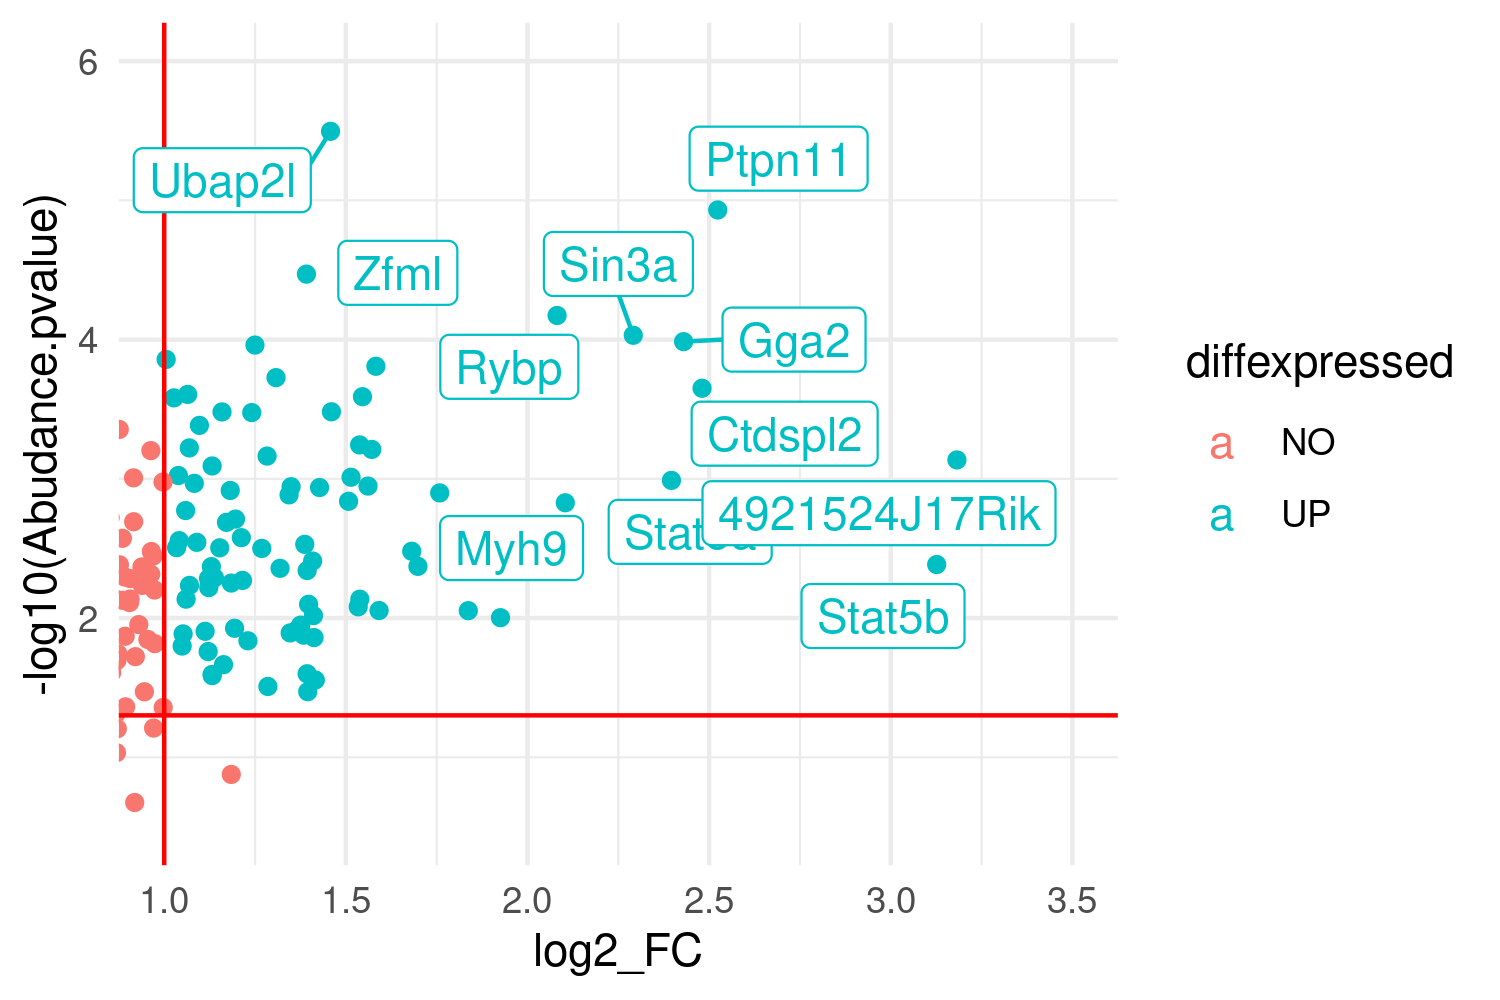 6
4
2
-log10(Abudance.pvalue)
Ubap2l
Ptpn11
Zfml
Sin3a
Gga2
Rybp
Ctdspl2
4921524J17Rik
Myh9
Stat5b
1.0
1.5
2.0
2.5
3.0
3.5
log2_FC
diffexpressed
a NO
a UP